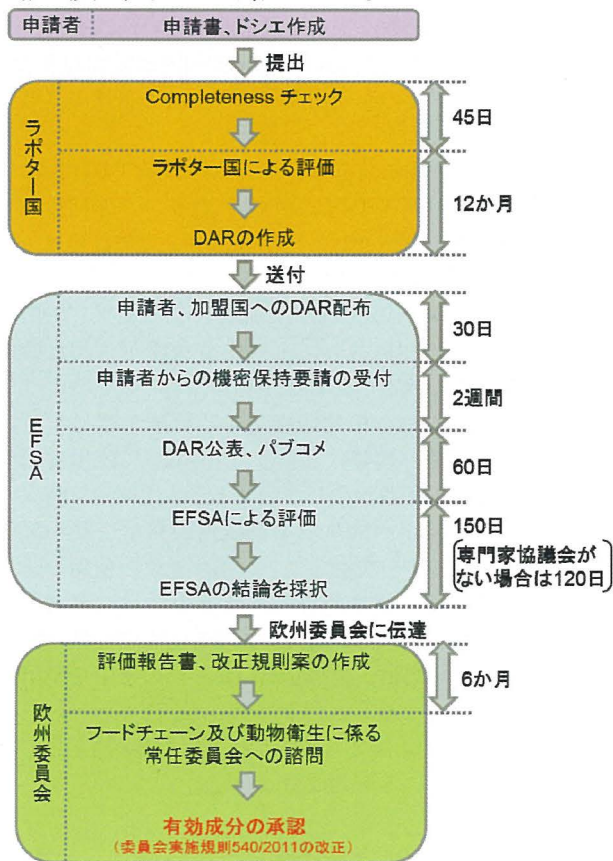 申請者 申請書、ドシエ作成
提出
ラポター国
Completeness チェック
45日
ラポター国による評価
12か月
DARの作成
送付
EFSA
申請者、加盟国へのDAR配布
30日
申請者からの機密保持要請の受付
2週間
DAR公表、パブコメ
60日
EFSAによる評価
150日
専門家協議会が
ない場合は120日
EFSAの結論を採択
欧州委員会に伝達
欧州委員会
評価報告書、改正規則案の作成
6か月
フードチェーン及び動物衛生に係る
常任委員会への諮問
有効成分の承認
(委員会実施規則540/2011の改正)